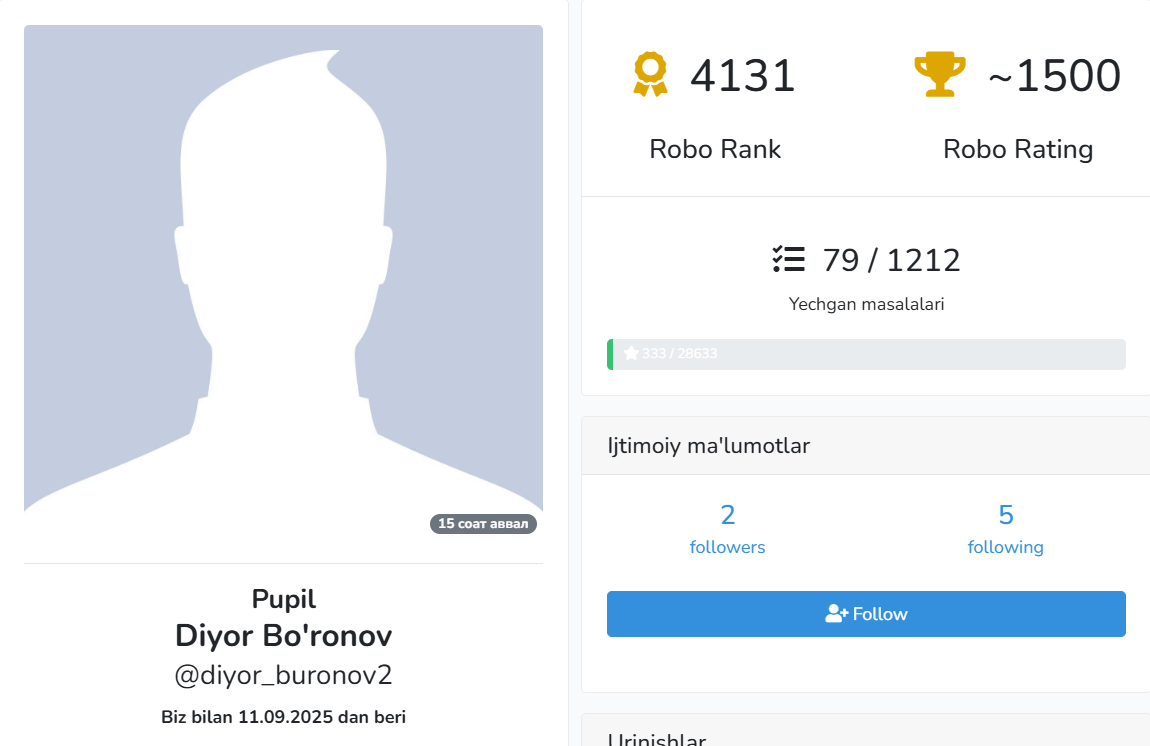 15 соат аввал
Pupil
Diyor Bo'ronov
@diyor_buronov2
Biz bilan 11.09.2025 dan beri
4131
Robo Rank
~1500
Robo Rating
79 / 1212
Yechgan masalalari
333 / 28633
Ijtimoiy ma'lumotlar
2
followers
5
following
Follow
Urinishlar